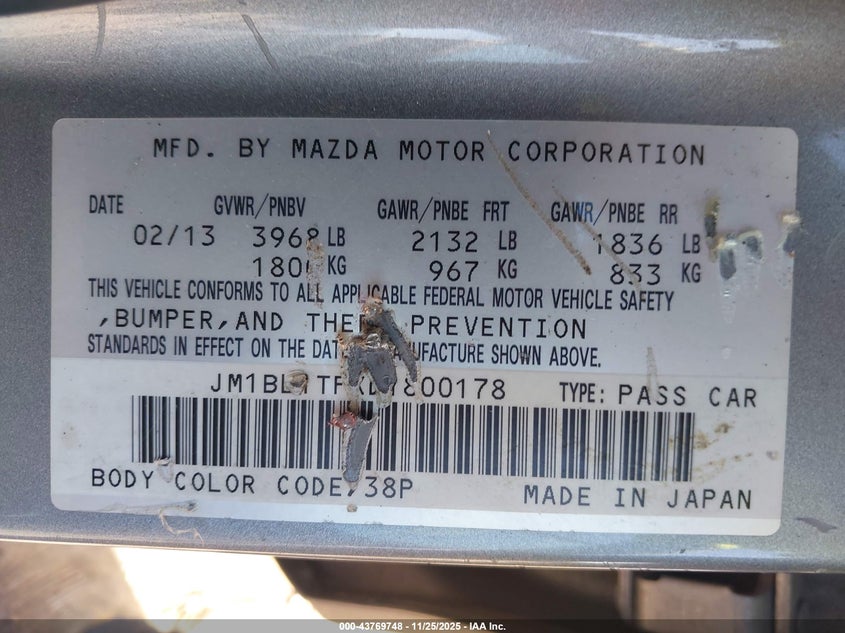 MFD. BY MAZDA MOTOR CORPORATION
DATE GVWR/PNBV GAWR/PNBE FRT GAWR/PNBE RR
02/13 3968 LB 2132 LB 1836 LB
KG 967 KG 833 KG
THIS VEHICLE CONFORMS TO ALL APPLICABLE FEDERAL MOTOR VEHICLE SAFETY
,BUMPER,AND THEFT PREVENTION
STANDARDS IN EFFECT ON THE DATE MANUFACTURE SHOWN ABOVE.
TYPE: PASS CAR
BODY COLOR CODE 38P MADE IN JAPAN
000-43769748 - 11/25/2025 - IAA Inc.